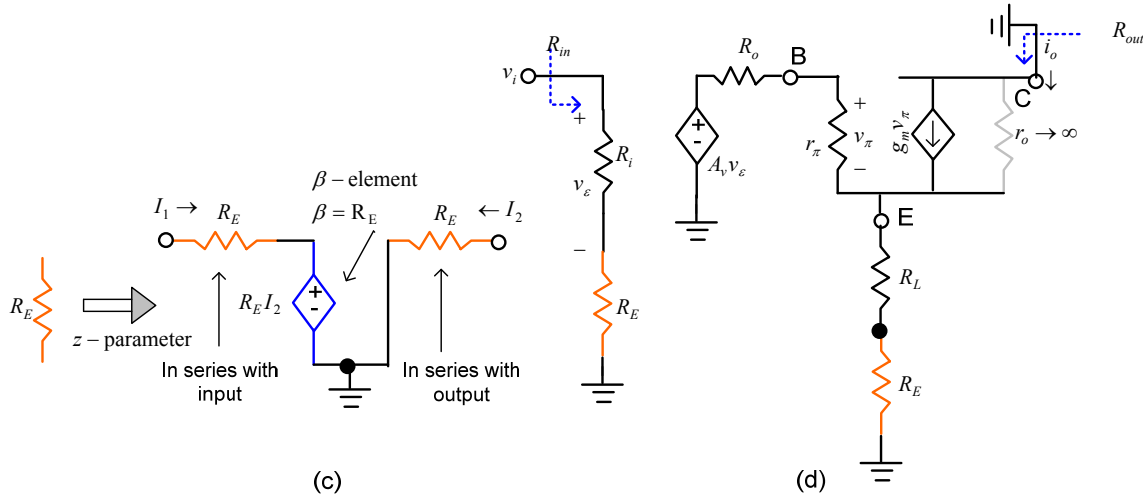 R_E
z – parameter
I_1 →
R_E
β – element
β = R_E
R_E
← I_2
R_E I_2
+
-
In series with
input
In series with
output
(c)
R_in
v_i
+
R_i
v_ε
–
R_E
R_o
B
+
-
A_v v_ε
r_π
+
v_π
–
g_m v_π
r_o → ∞
C
i_o
↓
R_out
E
R_L
R_E
(d)